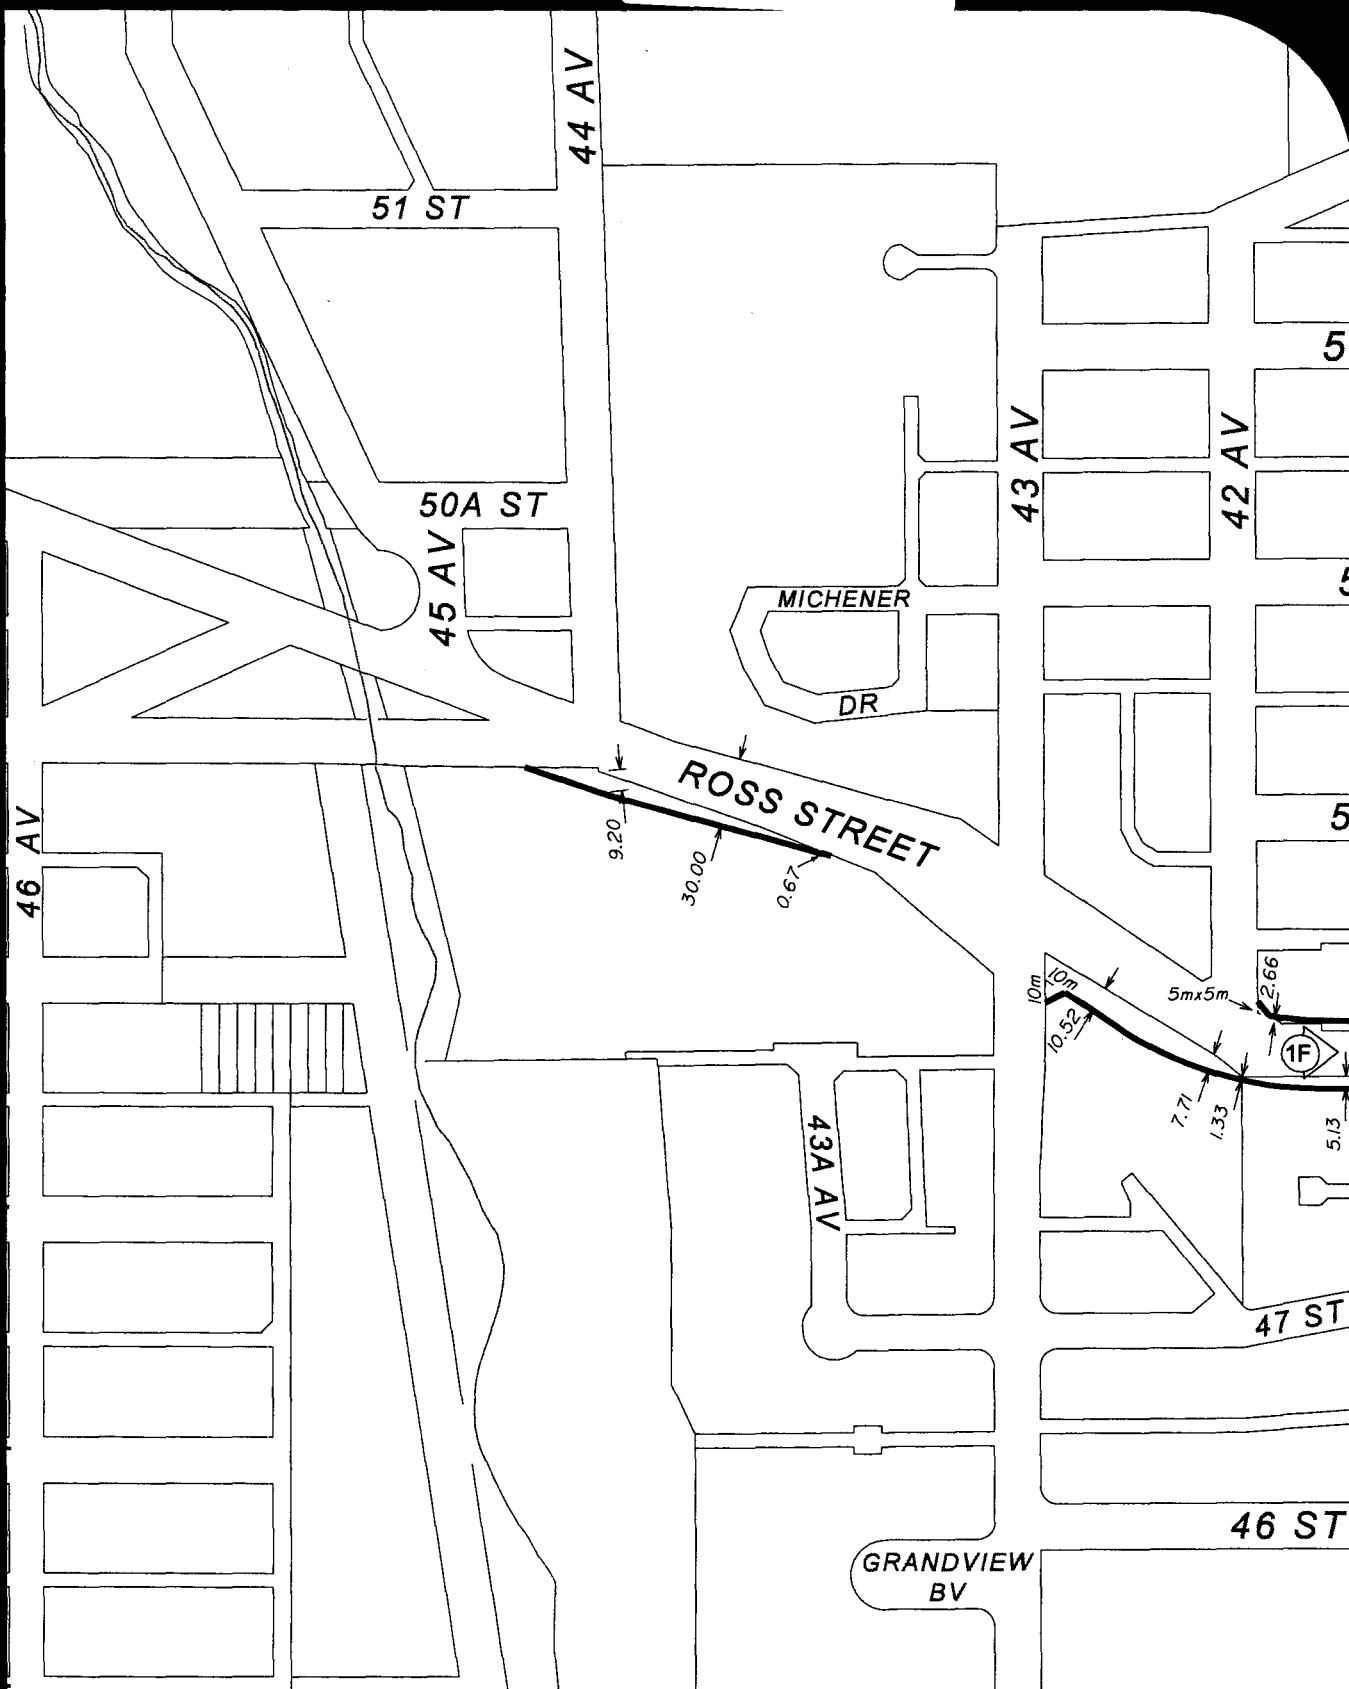 44 AV
51 ST
5
43 AV
42 AV
50A ST
45 AV
5
MICHENER
DR
ROSS STREET
5
46 AV
9.20
30.00
0.67
10m
10m
10.52
5mx5m
2.66
1F
7.71
1.33
5.13
43A AV
47 ST
46 ST
GRANDVIEW
BV